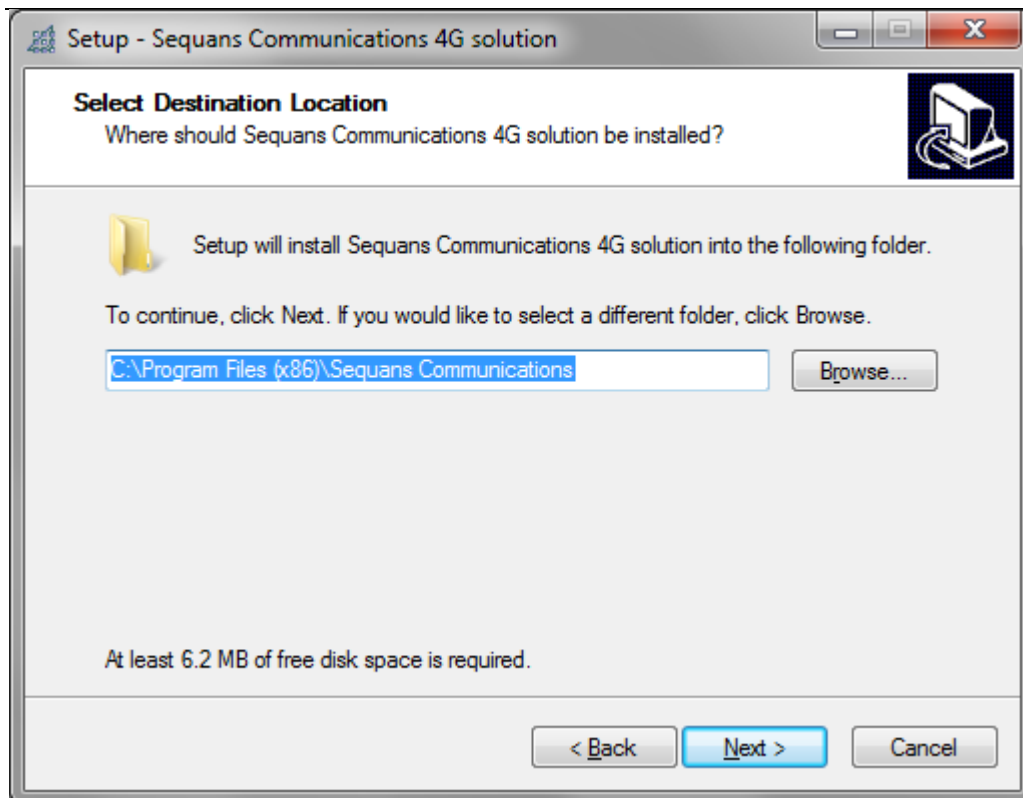 Setup - Sequans Communications 4G solution
Select Destination Location
Where should Sequans Communications 4G solution be installed?
Setup will install Sequans Communications 4G solution into the following folder.
To continue, click Next. If you would like to select a different folder, click Browse.
C:\Program Files (x86)\Sequans Communications
Browse...
At least 6.2 MB of free disk space is required.
< Back
Next >
Cancel